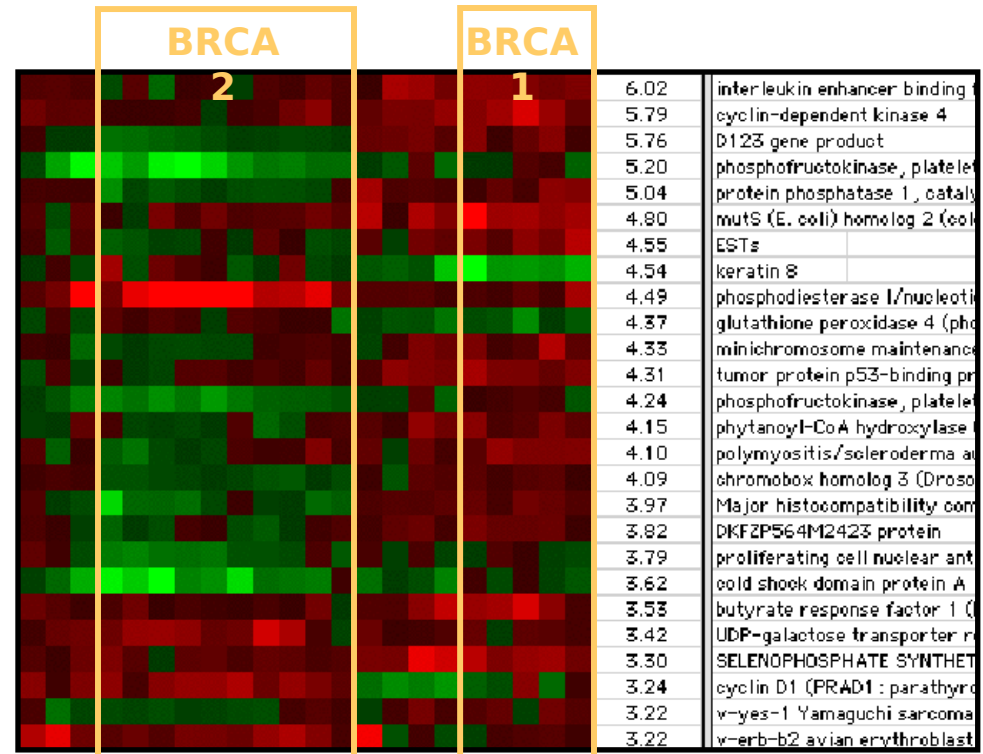 BRCA 2
BRCA 1
6.02 interleukin enhancer binding
5.79 cyclin-dependent kinase 4
5.76 D123 gene product
5.20 phosphofructokinase, platelet
5.04 protein phosphatase 1, cataly
4.80 mutS (E. coli) homolog 2 (col
4.55 ESTs
4.54 keratin 8
4.49 phosphodiesterase I/nucleoti
4.37 glutathione peroxidase 4 (pho
4.33 minichromosome maintenance
4.31 tumor protein p53-binding pr
4.24 phosphofructokinase, platelet
4.15 phytanoyl-CoA hydroxylase
4.10 polymyositis/scleroderma au
4.09 chromobox homolog 3 (Droso
3.97 Major histocompatibility com
3.82 DKFZP564M2423 protein
3.79 proliferating cell nuclear ant
3.62 cold shock domain protein A
3.53 butyrate response factor 1 (
3.42 UDP-galactose transporter r
3.30 SELENOPHOSPHATE SYNTHET
3.24 cyclin D1 (PRAD1: parathyro
3.22 v-yes-1 Yamaguchi sarcoma
3.22 v-erb-b2 avian erythroblast